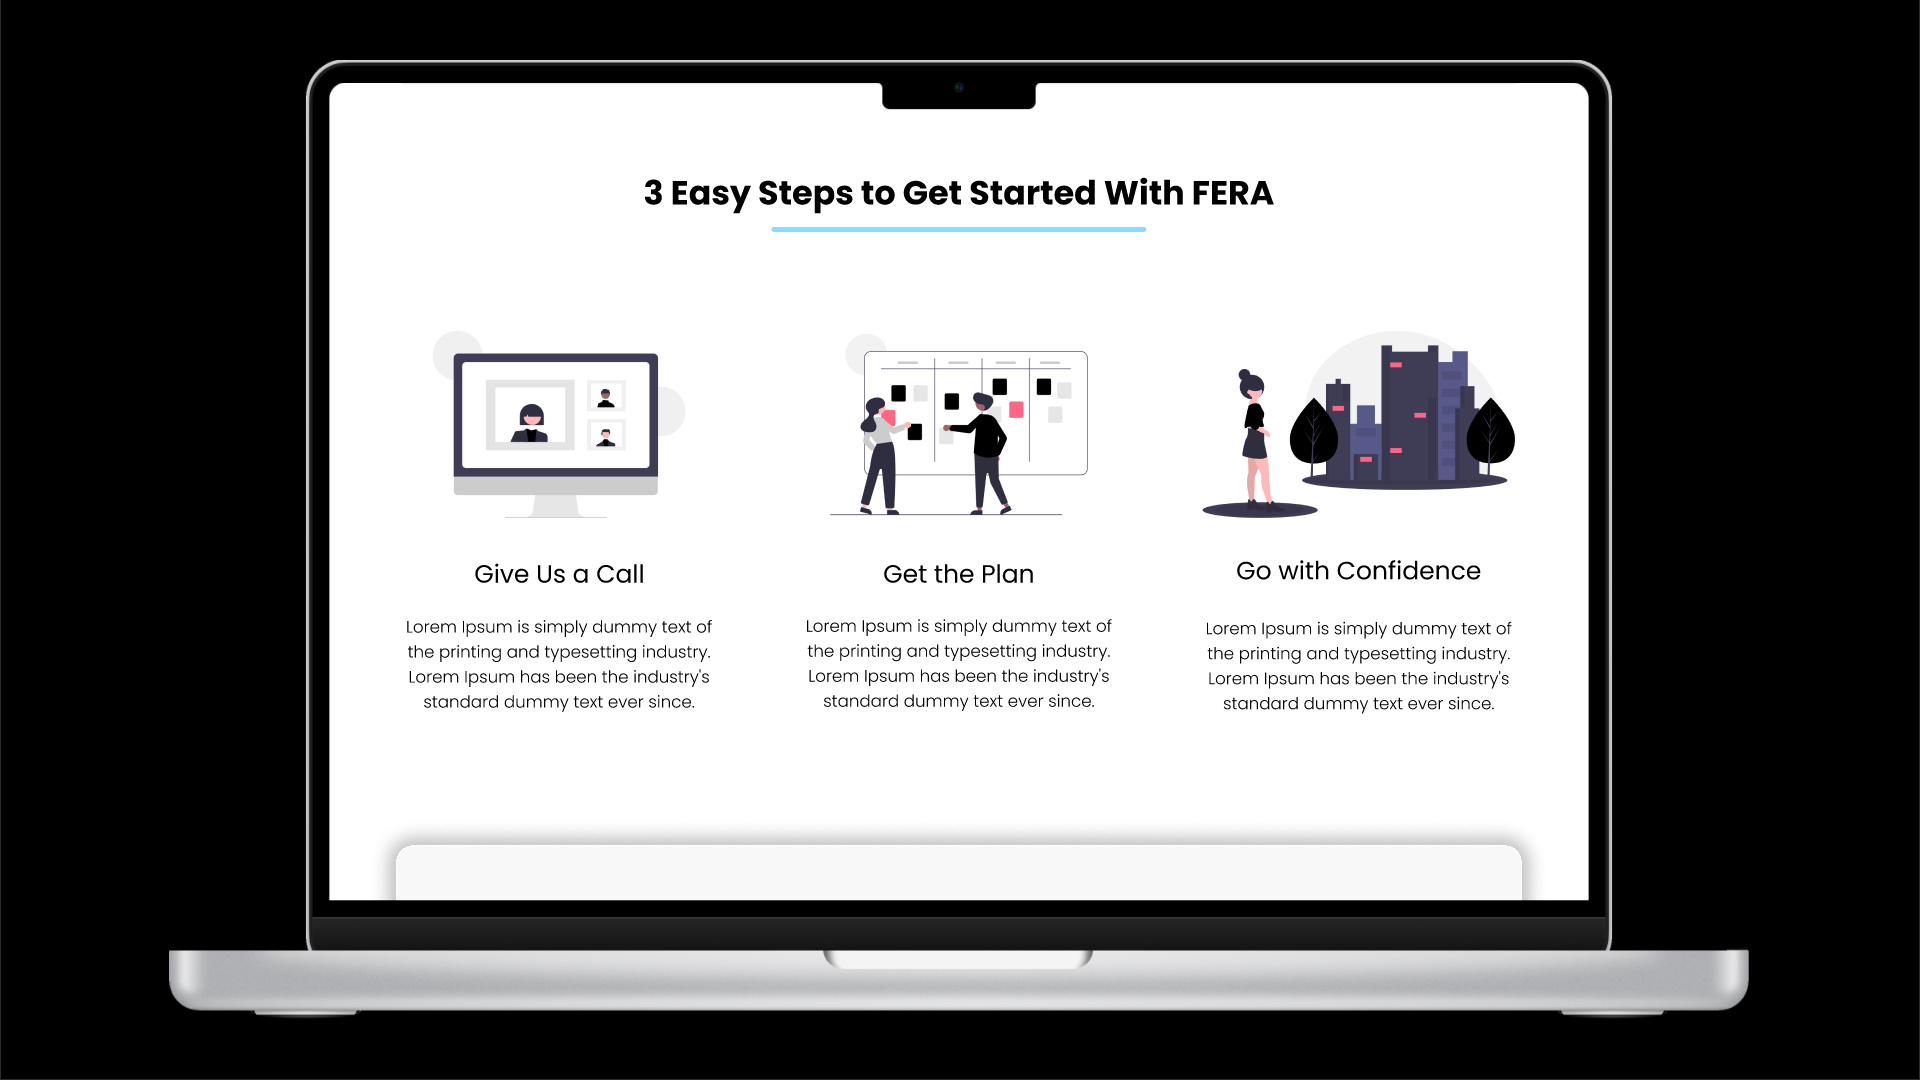 3 Easy Steps to Get Started With FERA
Give Us a Call
Lorem Ipsum is simply dummy text of
the printing and typesetting industry.
Lorem Ipsum has been the industry's
standard dummy text ever since.
Get the Plan
Lorem Ipsum is simply dummy text of
the printing and typesetting industry.
Lorem Ipsum has been the industry's
standard dummy text ever since.
Go with Confidence
Lorem Ipsum is simply dummy text of
the printing and typesetting industry.
Lorem Ipsum has been the industry's
standard dummy text ever since.